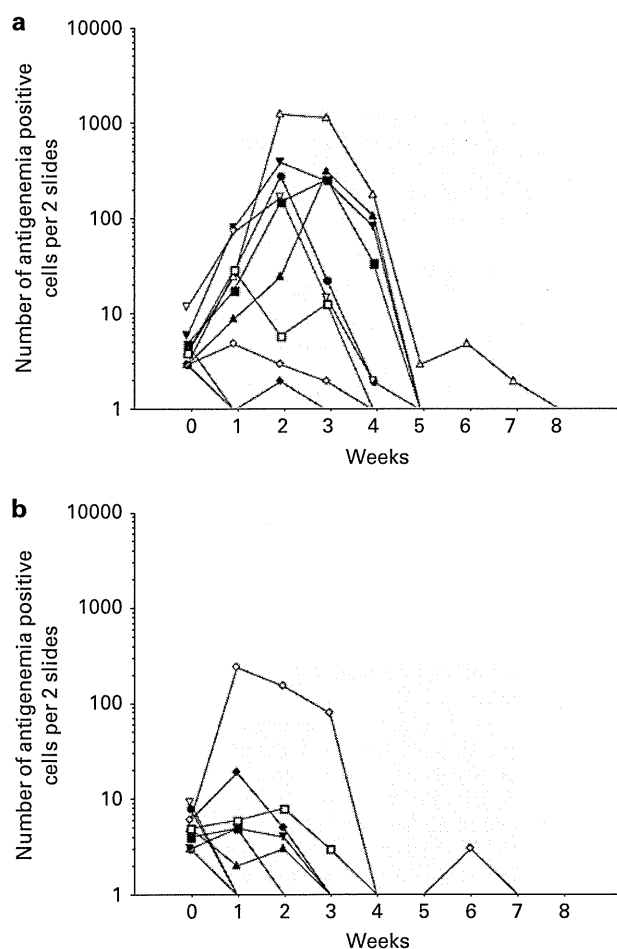 a
10000
1000
100
10
1
Number of antigenemia positive
cells per 2 slides
0 1 2 3 4 5 6 7 8
Weeks
b
10000
1000
100
10
1
Number of antigenemia positive
cells per 2 slides
0 1 2 3 4 5 6 7 8
Weeks